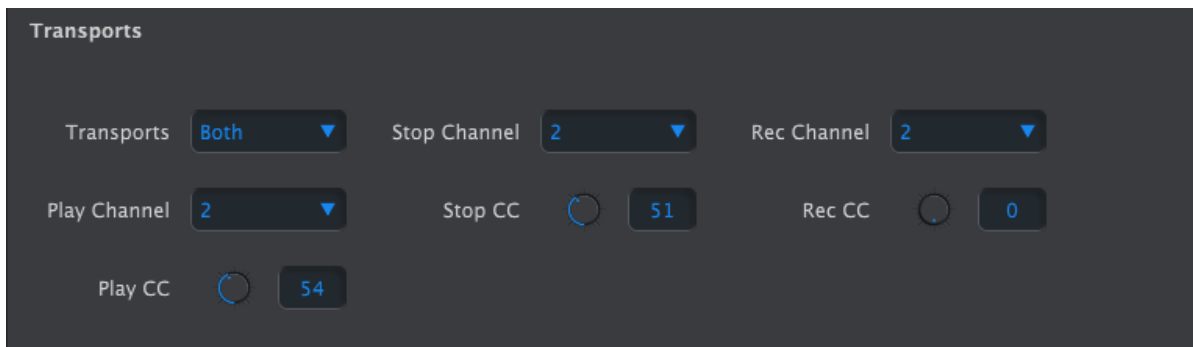 Transports
Transports Both Stop Channel 2 Rec Channel 2
Play Channel 2 Stop CC 51 Rec CC 0
Play CC 54